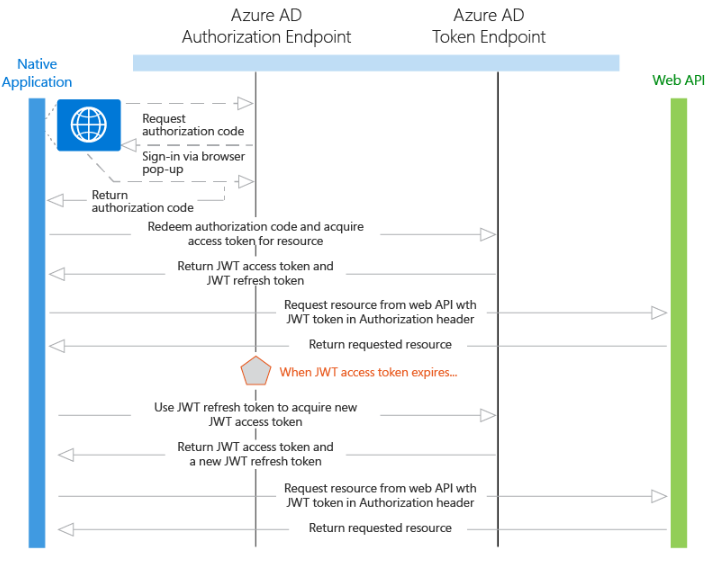 Azure AD
Authorization Endpoint
Azure AD
Token Endpoint
Native
Application
Web API
Request
authorization code
Sign-in via browser
pop-up
Return
authorization code
Redeem authorization code and acquire
access token for resource
Return JWT access token and
JWT refresh token
Request resource from web API wth
JWT token in Authorization header
Return requested resource
When JWT access token expires...
Use JWT refresh token to acquire new
JWT access token
Return JWT access token and
a new JWT refresh token
Request resource from web API wth
JWT token in Authorization header
Return requested resource